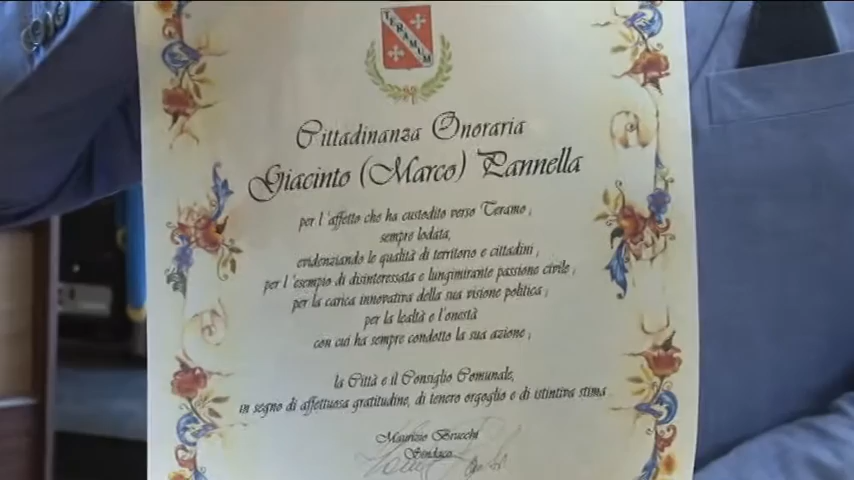 TERAMUM
Cittadinanza Onoraria
Giacinto (Marco) Pannella
per l'affetto che ha custodito verso Teramo,
sempre lodata,
evidenziando le qualità di territorio e cittadini,
per l'esempio di disinteressata e lungimirante passione civile,
per la carica innovativa della sua visione politica,
per la lealtà e l'onestà
con cui ha sempre condotto la sua azione,
la Città e il Consiglio Comunale,
in segno di affettuosa gratitudine, di tenero orgoglio e di istintiva stima
Maurizio Brucchi
Sindaco